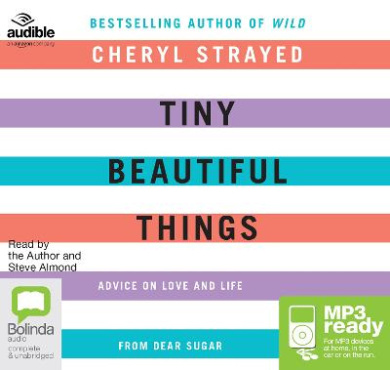 audible
an amazon company
BESTSELLING AUTHOR OF WILD
CHERYL STRAYED
TINY
BEAUTIFUL
THINGS
Read by
the Author and
Steve Almond
ADVICE ON LOVE AND LIFE
Bolinda
audio
complete
& unabridged
MP3
ready
For MP3 devices
at home, in the
car or on the run.
FROM DEAR SUGAR